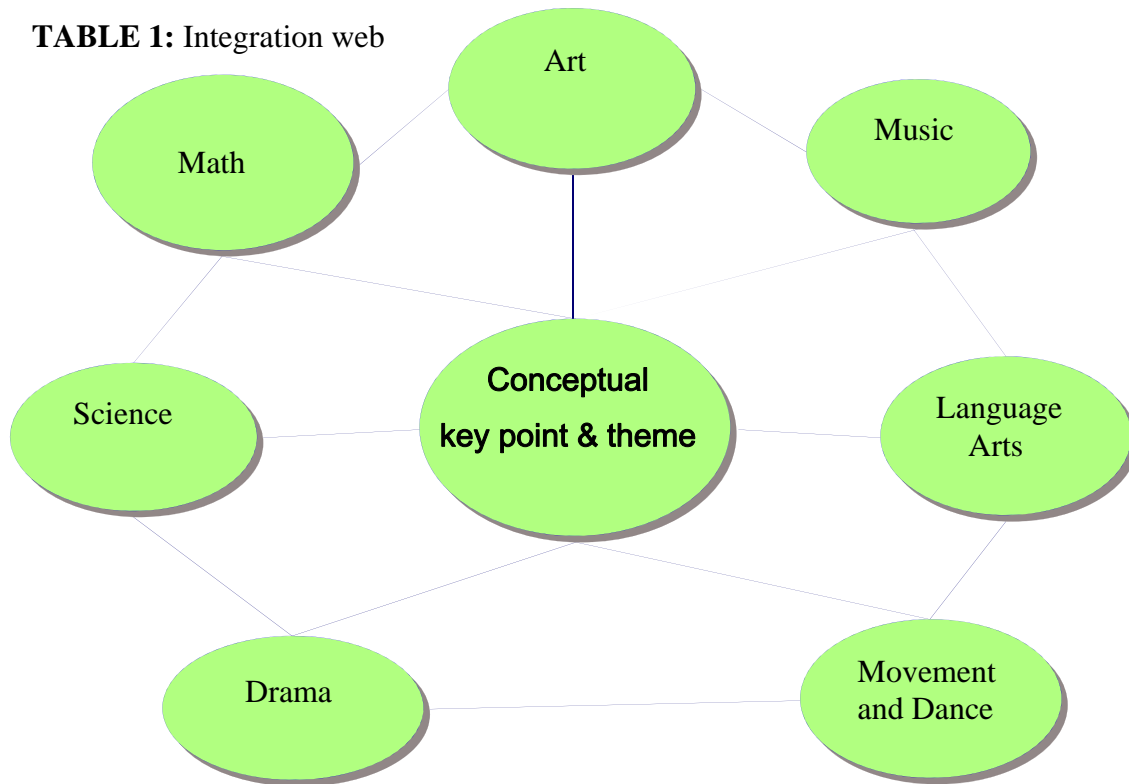 TABLE 1: Integration web
Art
Music
Math
Conceptual
key point & theme
Science
Language
Arts
Drama
Movement
and Dance